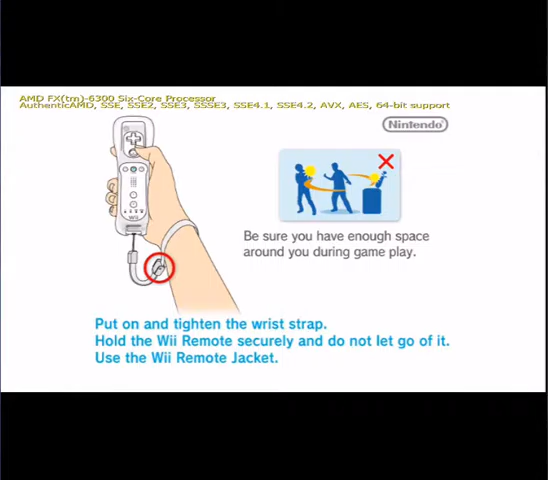 AMD FX(tm)-6300 Six-Core Processor
AuthenticAMD, SSE, SSE2, SSE3, SSSE3, SSE4.1, SSE4.2, AVX, AES, 64-bit support
Nintendo
Wii
Be sure you have enough space
around you during game play.
Put on and tighten the wrist strap.
Hold the Wii Remote securely and do not let go of it.
Use the Wii Remote Jacket.